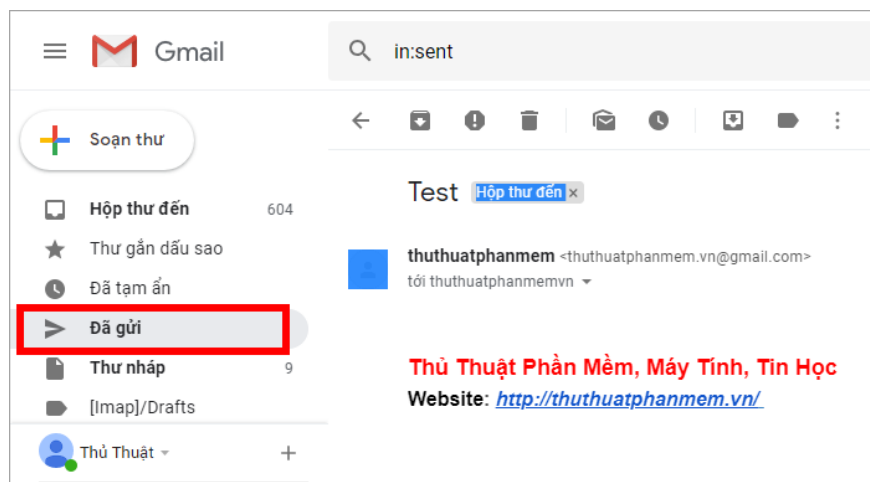 Gmail
in:sent
Soạn thư
Hộp thư đến 604
Thư gắn dấu sao
Đã tạm ẩn
Đã gửi
Thư nháp 9
[Imap]/Drafts
Thủ Thuật
Test Hộp thư đến ×
thuthuatphanmem <thuthuatphanmem.vn@gmail.com>
tới thuthuatphanmemvn
Thủ Thuật Phần Mềm, Máy Tính, Tin Học
Website: http://thuthuatphanmem.vn/